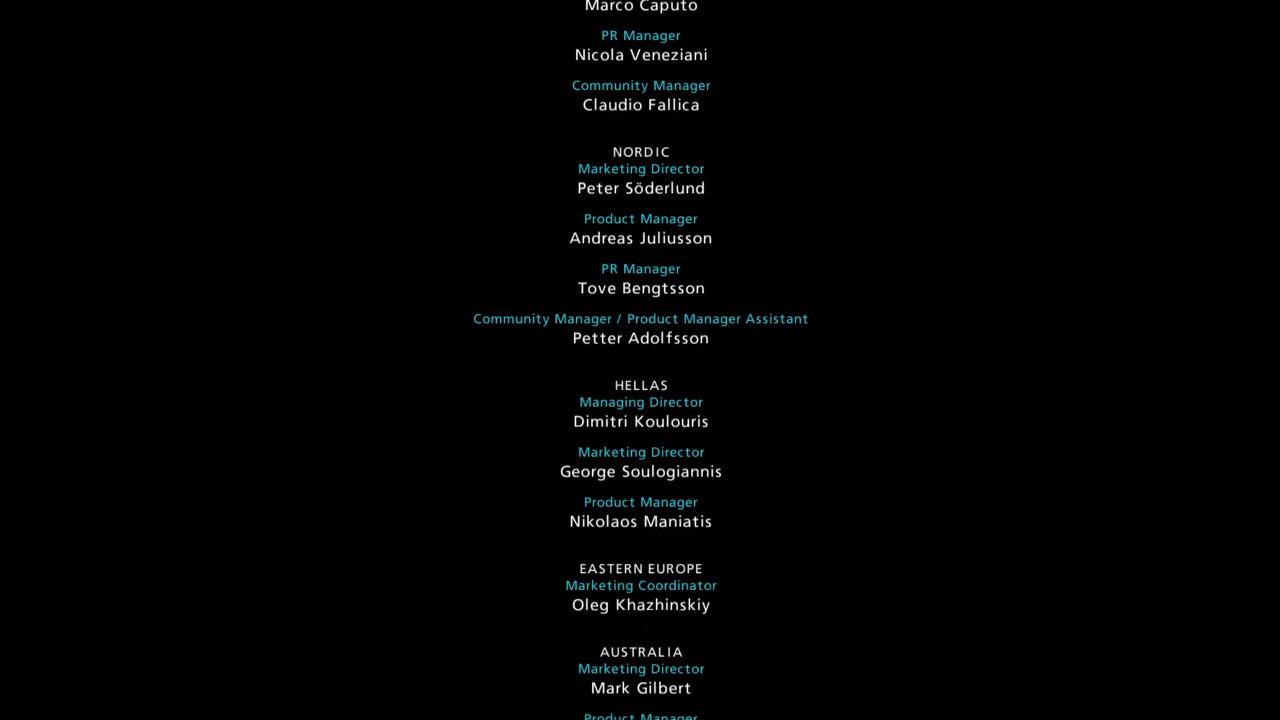 Marco Caputo
PR Manager
Nicola Veneziani
Community Manager
Claudio Fallica
NORDIC
Marketing Director
Peter Söderlund
Product Manager
Andreas Juliusson
PR Manager
Tove Bengtsson
Community Manager / Product Manager Assistant
Petter Adolfsson
HELLAS
Managing Director
Dimitri Koulouris
Marketing Director
George Soulogiannis
Product Manager
Nikolaos Maniatis
EASTERN EUROPE
Marketing Coordinator
Oleg Khazhinskiy
AUSTRALIA
Marketing Director
Mark Gilbert
Product Manager